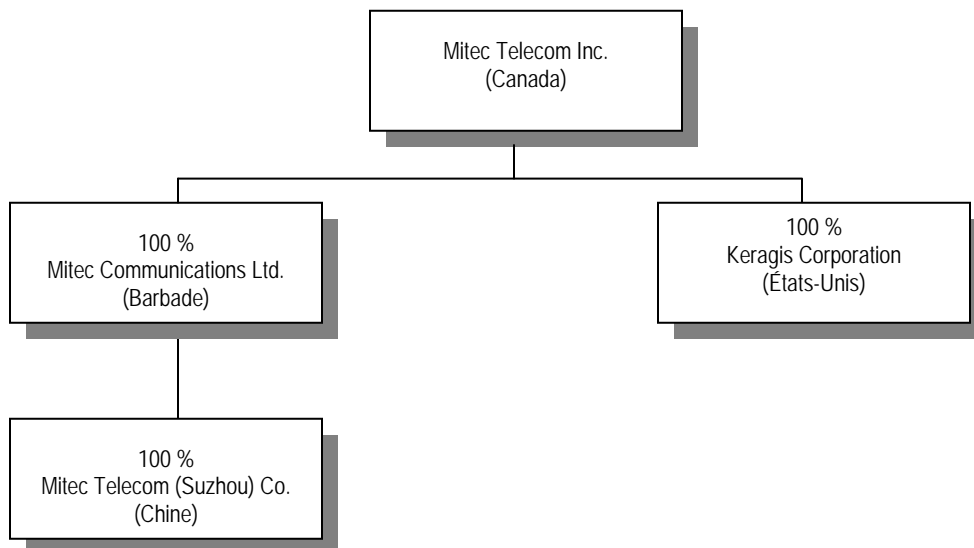 Mitec Telecom Inc.
(Canada)
100 %
Mitec Communications Ltd.
(Barbade)
100 %
Keragis Corporation
(États-Unis)
100 %
Mitec Telecom (Suzhou) Co.
(Chine)